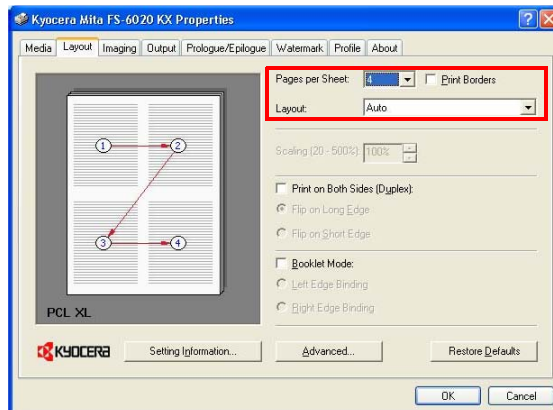 Kyocera Mita FS-6020 KX Properties
Media Layout Imaging Output Prologue/Epilogue Watermark Profile About
Pages per Sheet: 4 Print Borders
Layout: Auto
Scaling (20 - 500%): 100%
1 2
Print on Both Sides (Duplex):
Flip on Long Edge
Flip on Short Edge
3 4
Booklet Mode:
Left Edge Binding
Right Edge Binding
PCL XL
KYOCERA Setting Information... Advanced... Restore Defaults
OK Cancel